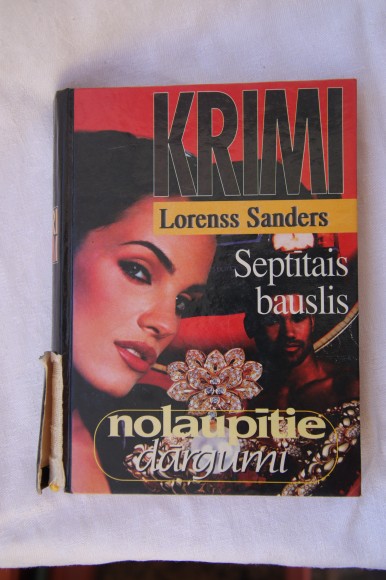 KRIMI
Lorenss Sanders
Septītais
bauslis
nolaupītie
dārgumi